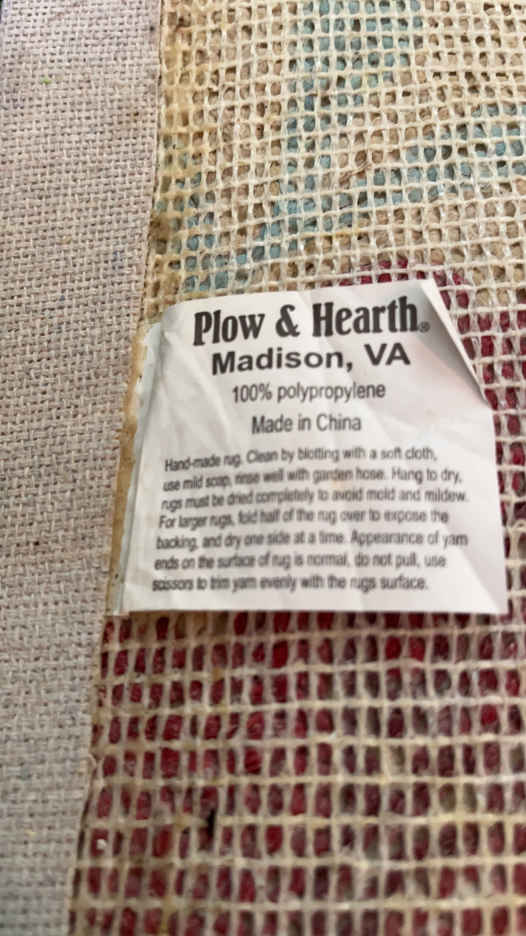 Plow & Hearth®
Madison, VA
100% polypropylene
Made in China
Hand-made rug. Clean by blotting with a soft cloth,
use mild soap, rinse well with garden hose. Hang to dry,
rugs must be dried completely to avoid mold and mildew.
For larger rugs, fold half of the rug over to expose the
backing, and dry one side at a time. Appearance of yarn
ends on the surface of rug is normal, do not pull, use
scissors to trim yarn evenly with the rugs surface.